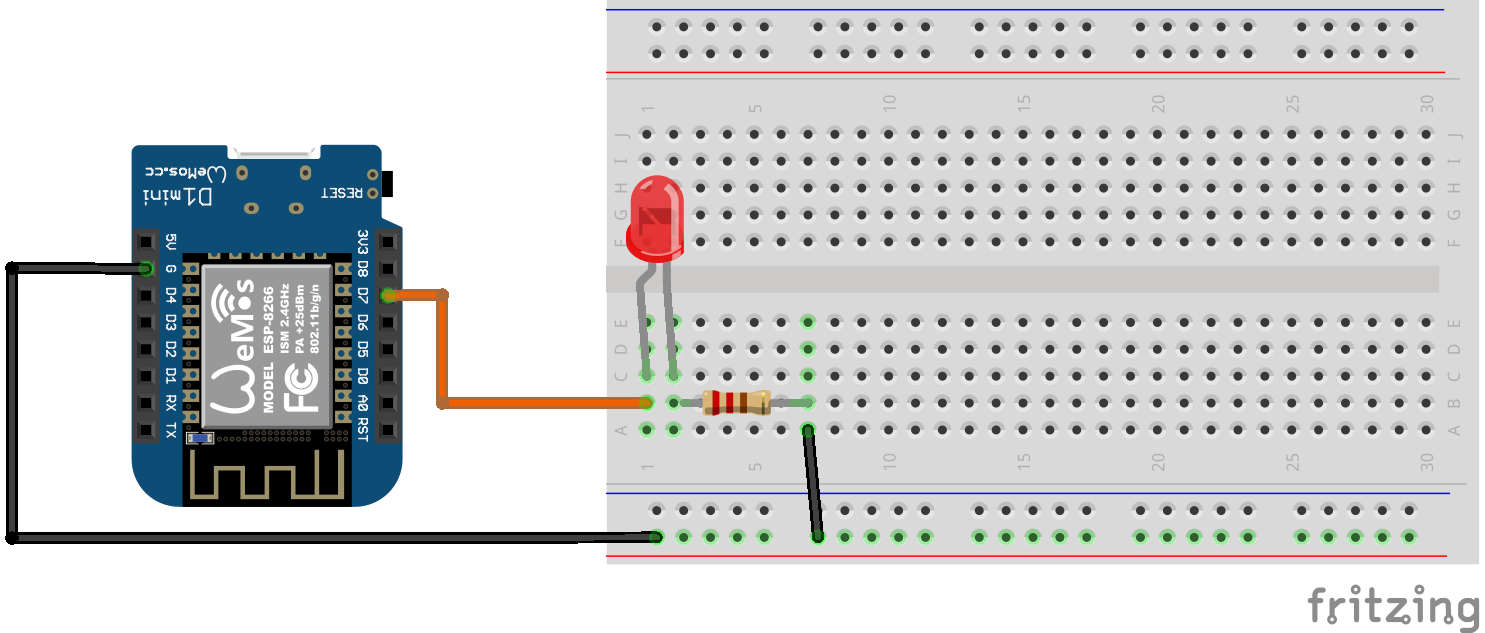 1 5 10 15 20 25 30
J J
I I
H H
G G
F
E
WeMos.cc
D1mini
RESET
5V
G
D4
D3
D2
D1
RX
TX
3V3
D8
D7
D6
D5
D0
A0
RST
WeMos
MODEL ESP-8266
ISM 2.4GHz
PA +25dBm
802.11b/g/n
FC
E E
D D
C C
B B
A A
1 5 10 15 20 25 30
fritzing